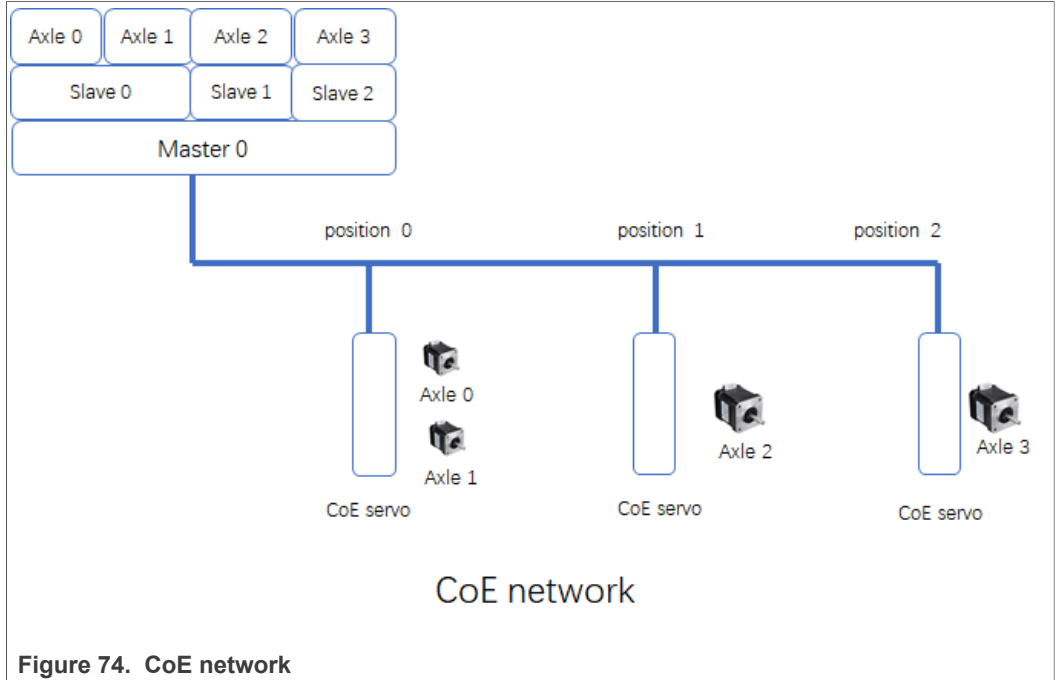 Axle 0 Axle 1 Axle 2 Axle 3
Slave 0 Slave 1 Slave 2
Master 0
position 0 position 1 position 2
Axle 0
Axle 1
Axle 2
Axle 3
CoE servo CoE servo CoE servo
CoE network
Figure 74. CoE network